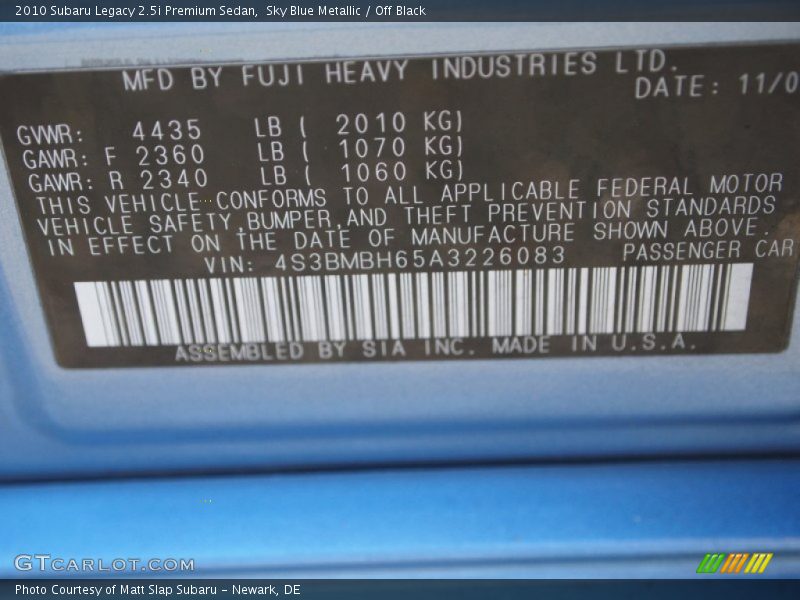 2010 Subaru Legacy 2.5i Premium Sedan, Sky Blue Metallic / Off Black
MFD BY FUJI HEAVY INDUSTRIES LTD.
DATE: 11/0
GVWR: 4435 LB ( 2010 KG)
GAWR: F 2360 LB ( 1070 KG)
GAWR: R 2340 LB ( 1060 KG)
THIS VEHICLE CONFORMS TO ALL APPLICABLE FEDERAL MOTOR
VEHICLE SAFETY,BUMPER,AND THEFT PREVENTION STANDARDS
IN EFFECT ON THE DATE OF MANUFACTURE SHOWN ABOVE.
VIN: 4S3BMBH65A3226083 PASSENGER CAR
ASSEMBLED BY SIA INC. MADE IN U.S.A.
GTCARLOT.COM
Photo Courtesy of Matt Slap Subaru - Newark, DE